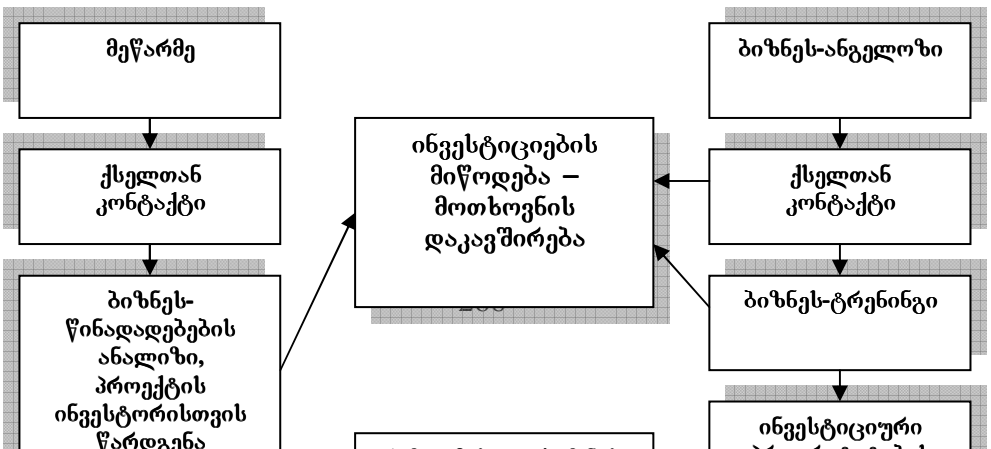 მეწარმე
ქსელთან
კონტაქტი
ბიზნეს-
წინადადებების
ანალიზი,
პროექტის
ინვესტორისთვის
წარდგენა
ინვესტიციების
მიწოდება –
მოთხოვნის
დაკავშირება
ბიზნეს-ანგელოზი
ქსელთან
კონტაქტი
ბიზნეს-ტრენინგი
ინვესტიციური